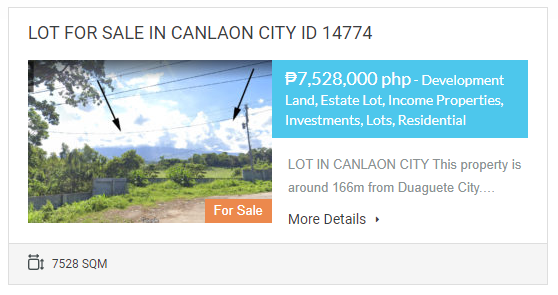 LOT FOR SALE IN CANLAON CITY ID 14774
₱7,528,000 php - Development
Land, Estate Lot, Income Properties,
Investments, Lots, Residential
For Sale
LOT IN CANLAON CITY This property is
around 166m from Duaguete City....
More Details
7528 SQM